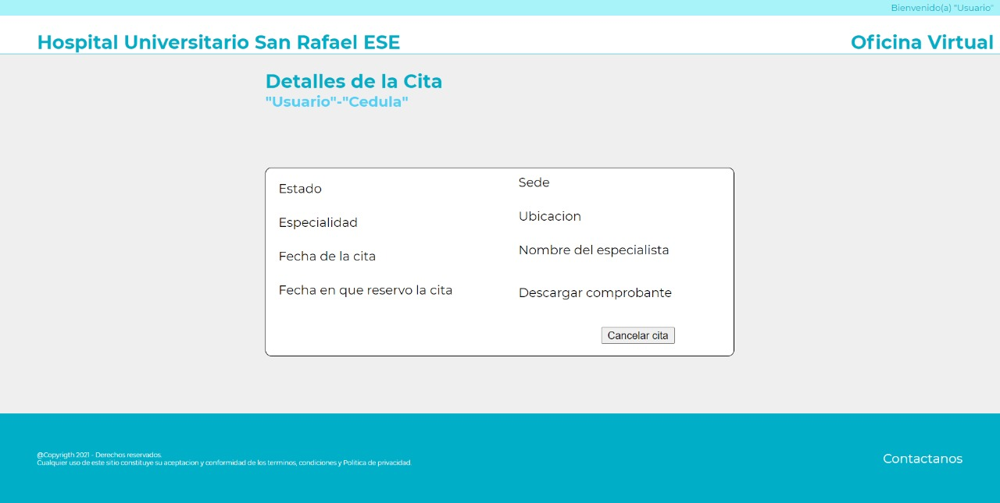 Bienvenido(a) "Usuario"
Hospital Universitario San Rafael ESE
Oficina Virtual
Detalles de la Cita
"Usuario"-"Cedula"
Estado
Especialidad
Fecha de la cita
Fecha en que reservo la cita
Sede
Ubicacion
Nombre del especialista
Descargar comprobante
Cancelar cita
@Copyrigth 2021 - Derechos reservados.
Cualquier uso de este sitio constituye su aceptacion y conformidad de los terminos, condiciones y Politica de privacidad.
Contactanos